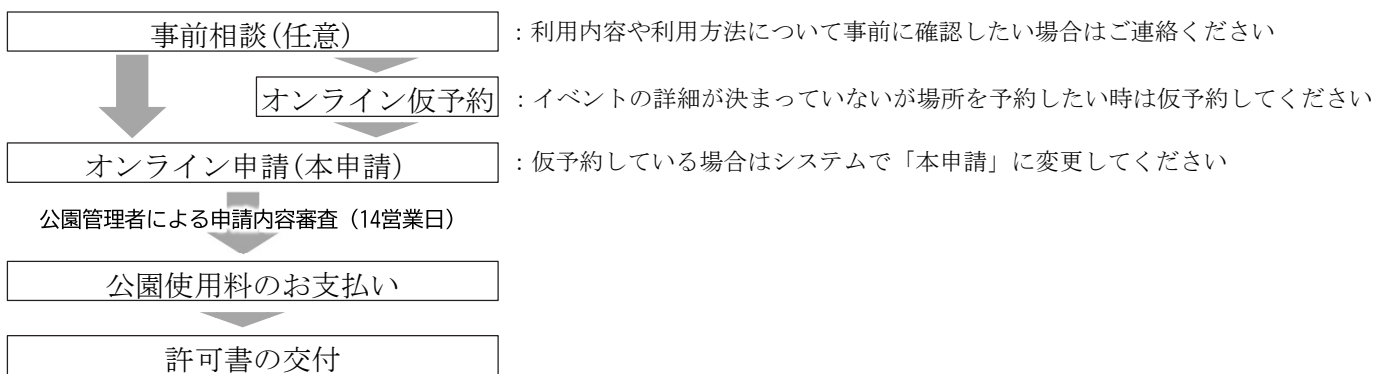 事前相談(任意)：利用内容や利用方法について事前に確認したい場合はご連絡ください
オンライン仮予約：イベントの詳細が決まっていないが場所を予約したい時は仮予約してください
オンライン申請(本申請)：仮予約している場合はシステムで「本申請」に変更してください
公園管理者による申請内容審査（14営業日）
公園使用料のお支払い
許可書の交付